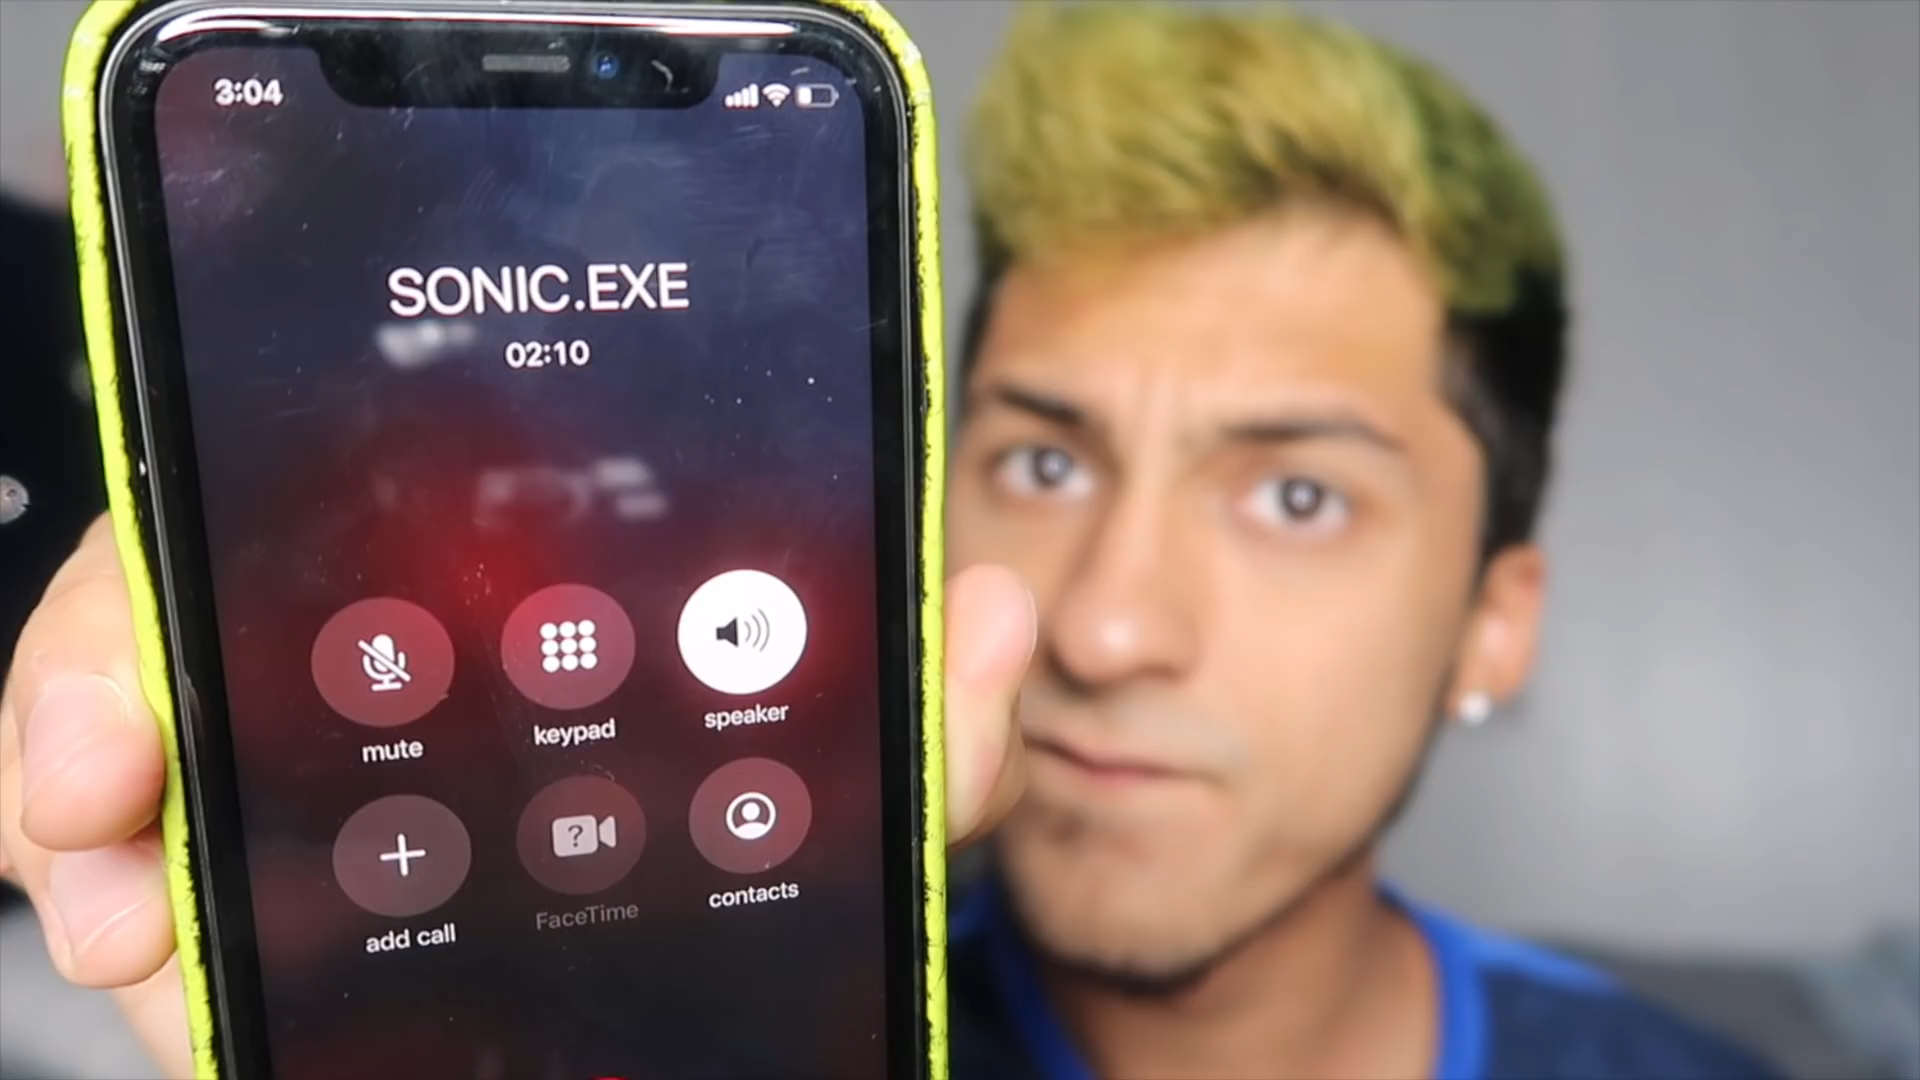 3:04
SONIC.EXE
02:10
mute
keypad
speaker
add call
?
FaceTime
contacts